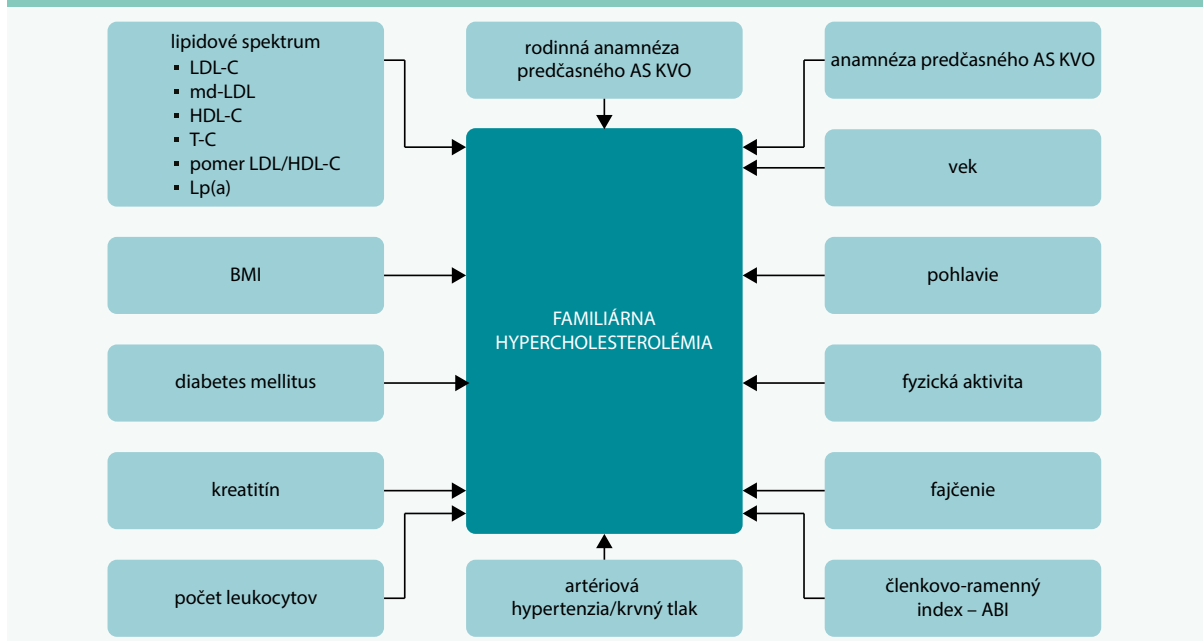 lipidové spektrum
▪ LDL-C
▪ md-LDL
▪ HDL-C
▪ T-C
▪ pomer LDL/HDL-C
▪ Lp(a)
rodinná anamnéza
predčasného AS KVO
anamnéza predčasného AS KVO
vek
BMI
pohlavie
FAMILIÁRNA
HYPERCHOLESTEROLÉMIA
diabetes mellitus
fyzická aktivita
kreatitín
fajčenie
počet leukocytov
artériová
hypertenzia/krvný tlak
členkovo-ramenný
index – ABI